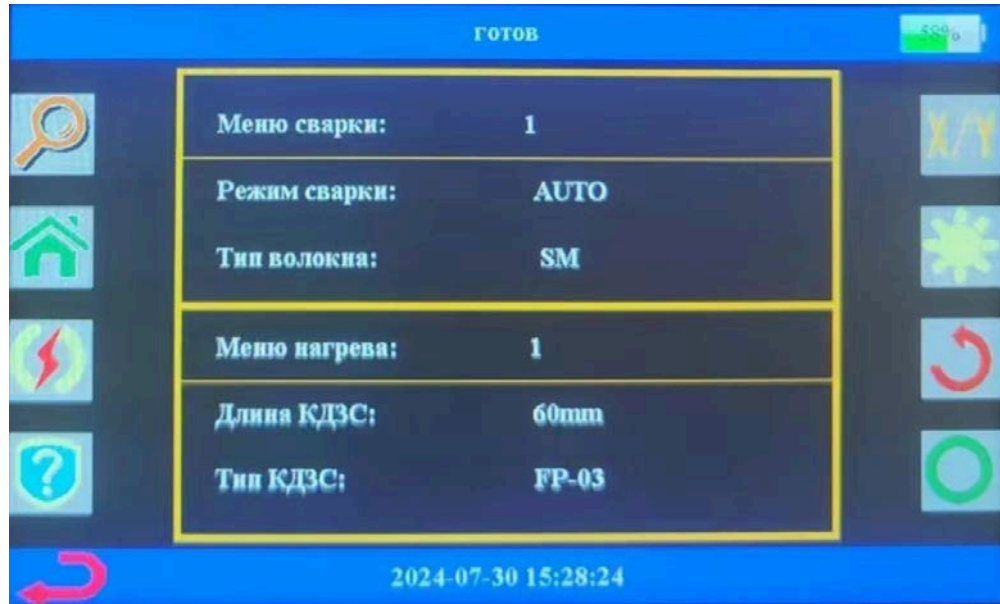 готов
58%
Меню сварки: 1
X/Y
Режим сварки: AUTO
Тип волокна: SM
Меню нагрева: 1
Длина КДЗС: 60mm
Тип КДЗС: FP-03
?
2024-07-30 15:28:24